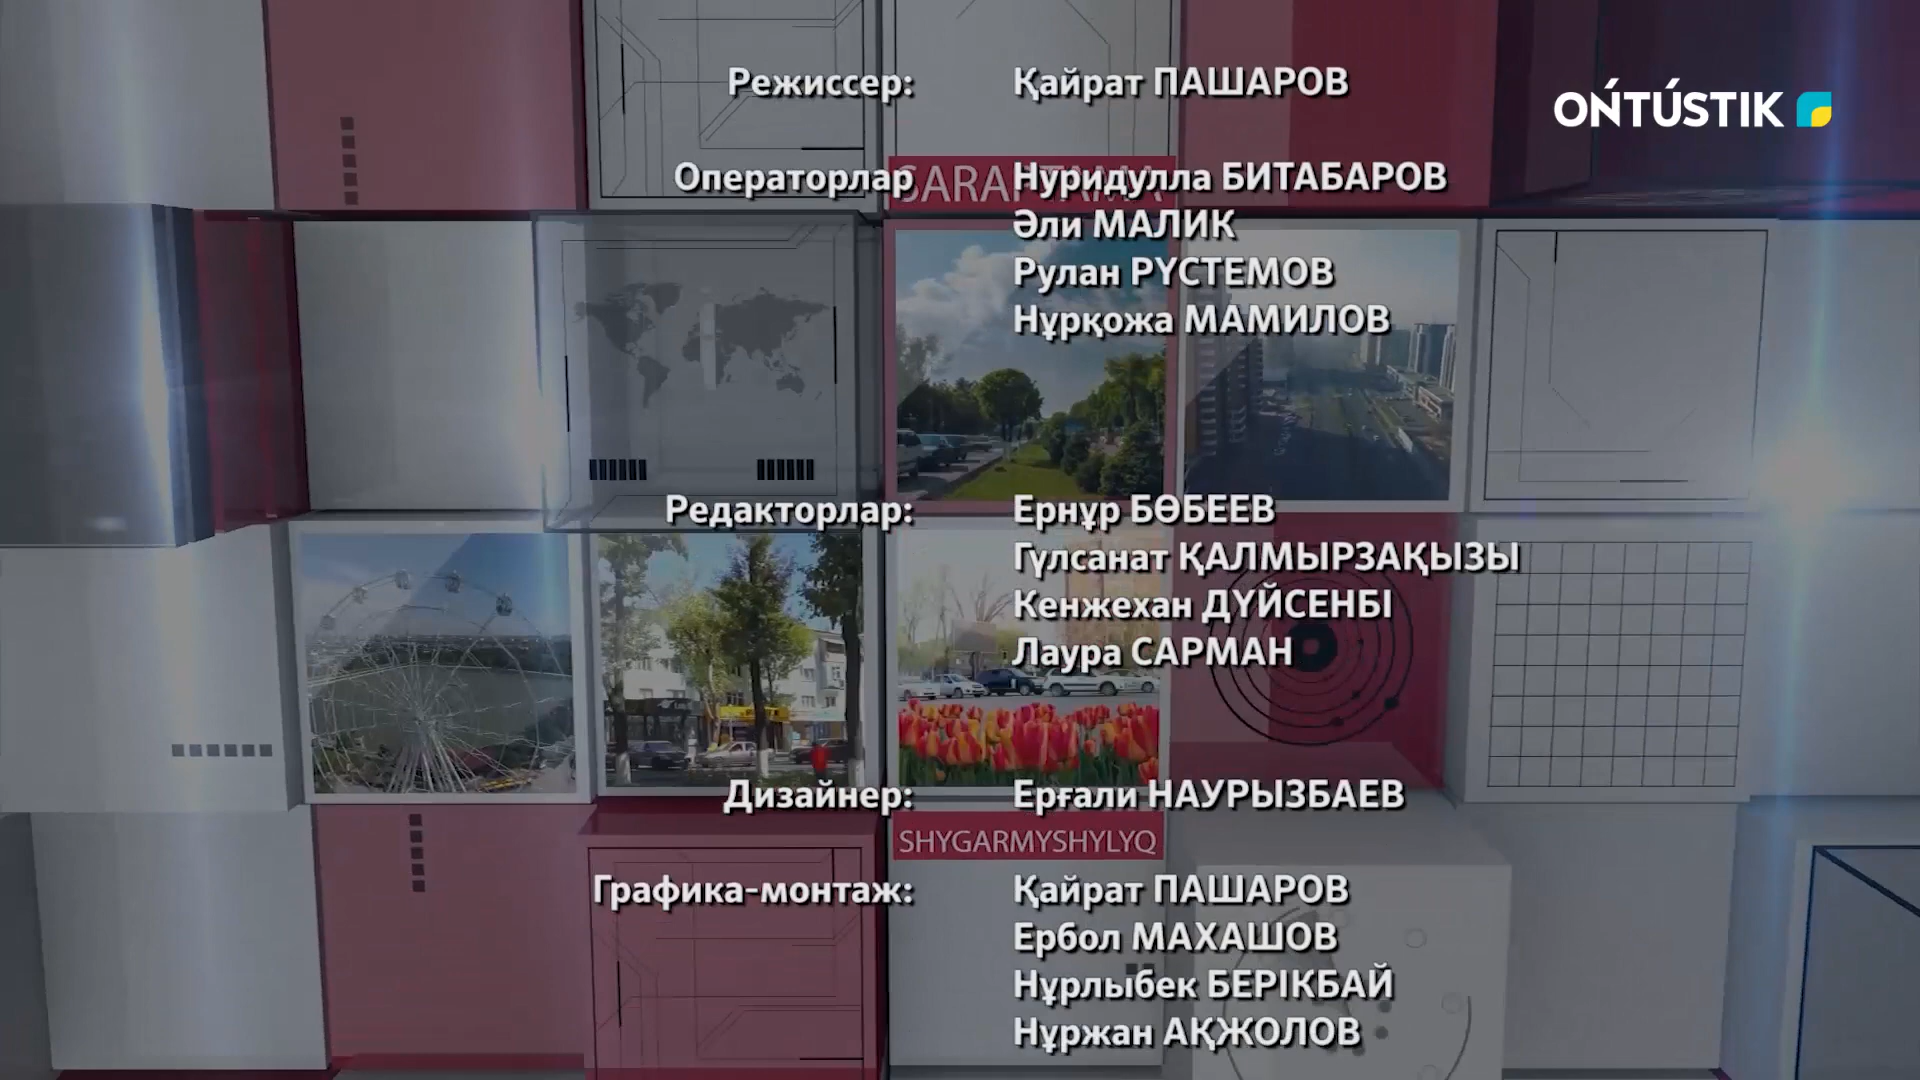 OŃTÚSTIK
Режиссер: Қайрат ПАШАРОВ
Операторлар Нуридулла БИТАБАРОВ
Әли МАЛИК
Рулан РҮСТЕМОВ
Нұрқожа МАМИЛОВ
Редакторлар: Ернұр БӨБЕЕВ
Гүлсанат ҚАЛМЫРЗАҚЫЗЫ
Кенжехан ДҮЙСЕНБІ
Лаура САРМАН
Дизайнер: Ерғали НАУРЫЗБАЕВ
SHYGARMYSHYLYQ
Графика-монтаж: Қайрат ПАШАРОВ
Ербол МАХАШОВ
Нұрлыбек БЕРІКБАЙ
Нұржан АҚЖОЛОВ